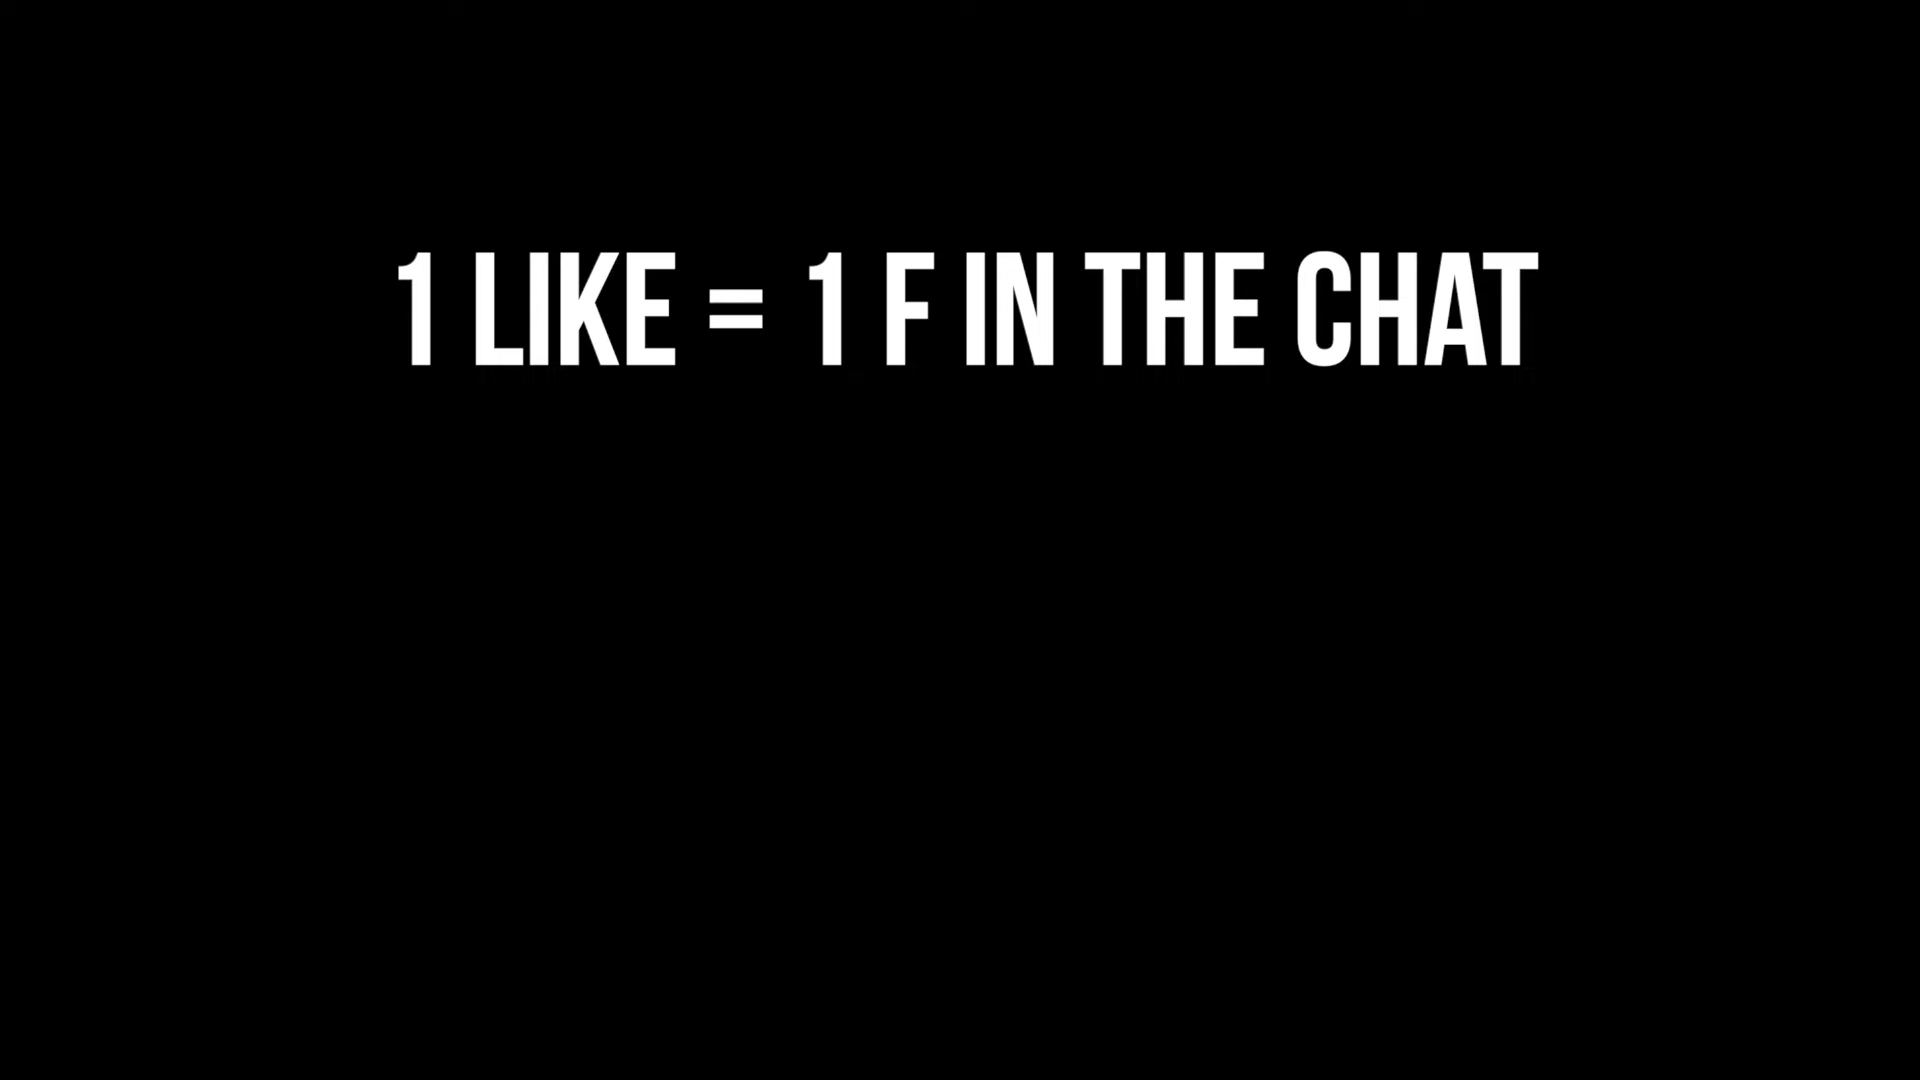 1 LIKE = 1 F IN THE CHAT